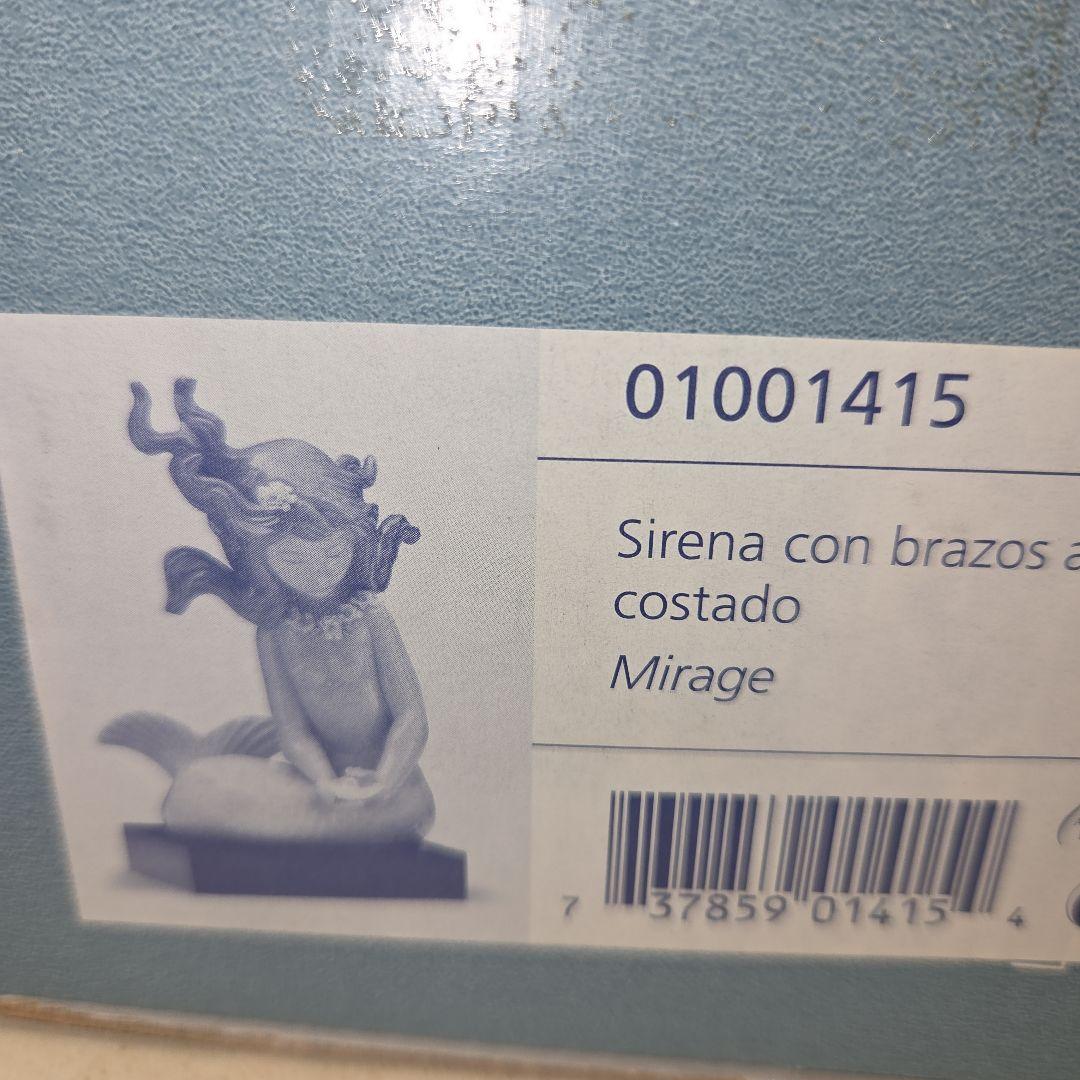 01001415
Sirena con brazos a
costado
Mirage
7 37859 01415 4